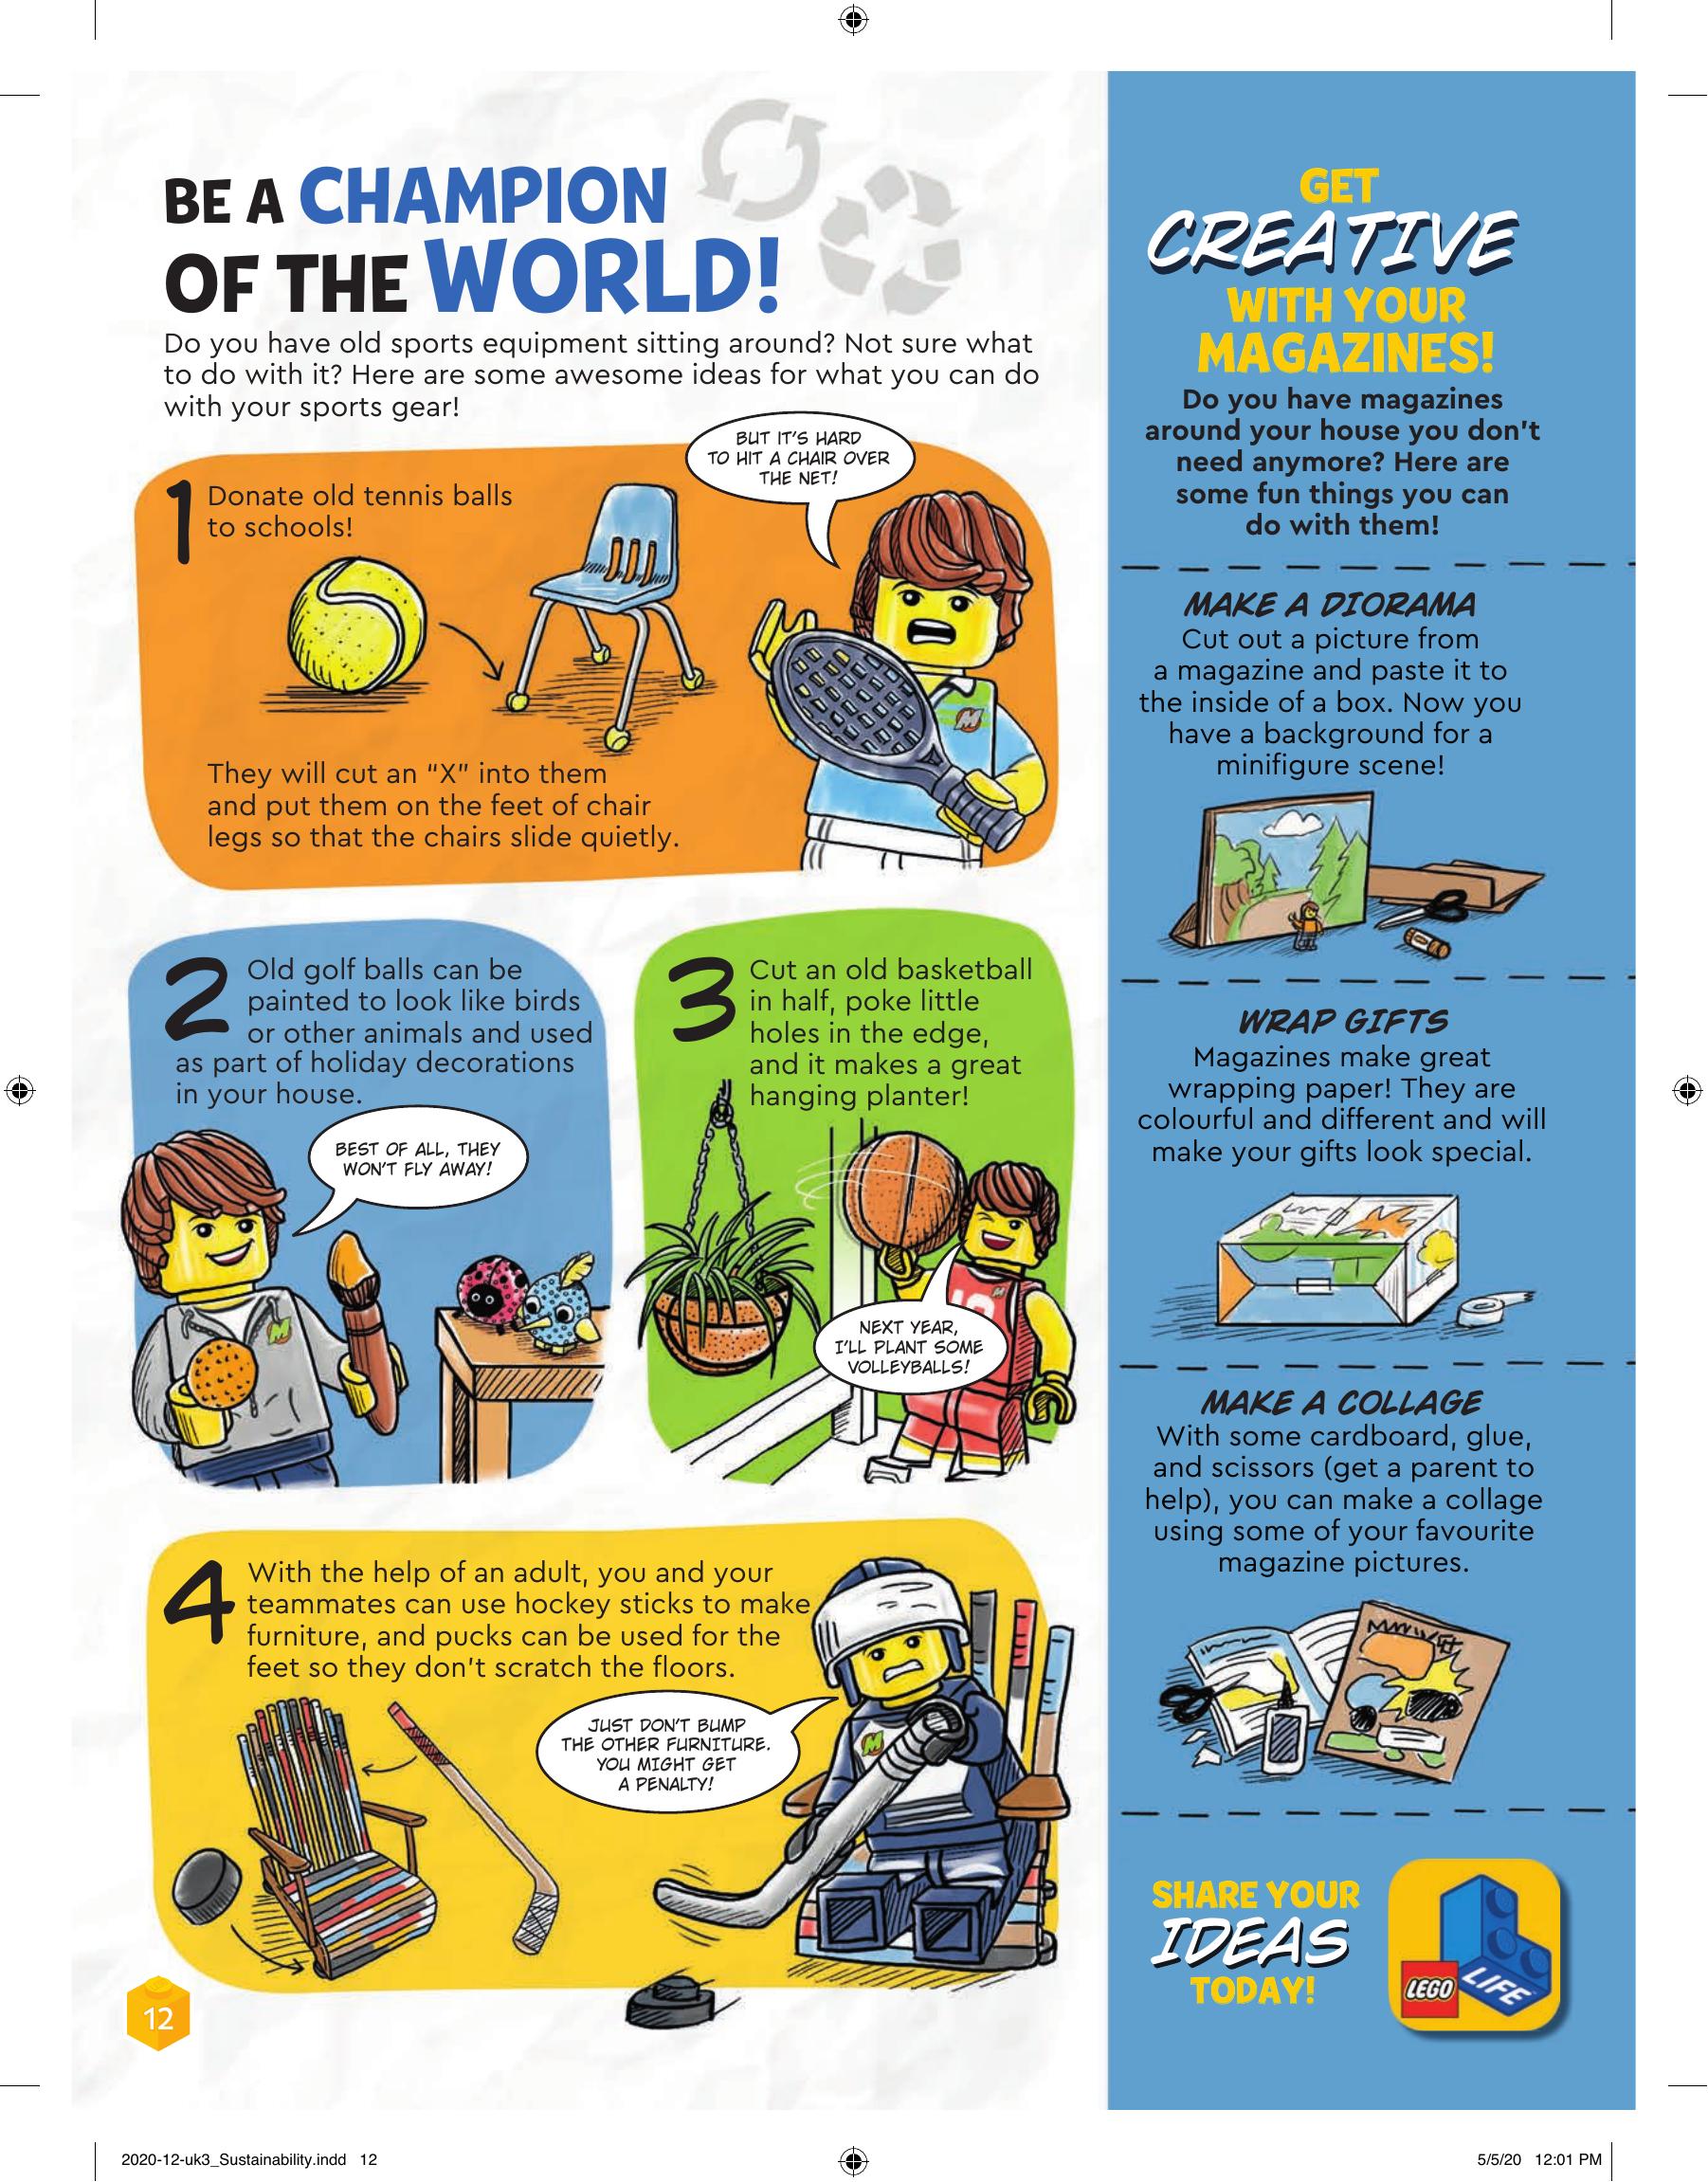 BE A CHAMPION
OF THE WORLD!
Do you have old sports equipment sitting around? Not sure what
to do with it? Here are some awesome ideas for what you can do
with your sports gear!
1
Donate old tennis balls
to schools!
BUT IT'S HARD
TO HIT A CHAIR OVER
THE NET!
M
They will cut an “X” into them
and put them on the feet of chair
legs so that the chairs slide quietly.
2
Old golf balls can be
painted to look like birds
or other animals and used
as part of holiday decorations
in your house.
BEST OF ALL, THEY
WON'T FLY AWAY!
M
3
Cut an old basketball
in half, poke little
holes in the edge,
and it makes a great
hanging planter!
NEXT YEAR,
I'LL PLANT SOME
VOLLEYBALLS!
4
With the help of an adult, you and your
teammates can use hockey sticks to make
furniture, and pucks can be used for the
feet so they don't scratch the floors.
JUST DON'T BUMP
THE OTHER FURNITURE.
YOU MIGHT GET
A PENALTY!
M
12
GET
CREATIVE
WITH YOUR
MAGAZINES!
Do you have magazines
around your house you don't
need anymore? Here are
some fun things you can
do with them!
MAKE A DIORAMA
Cut out a picture from
a magazine and paste it to
the inside of a box. Now you
have a background for a
minifigure scene!
WRAP GIFTS
Magazines make great
wrapping paper! They are
colourful and different and will
make your gifts look special.
MAKE A COLLAGE
With some cardboard, glue,
and scissors (get a parent to
help), you can make a collage
using some of your favourite
magazine pictures.
SHARE YOUR
IDEAS
TODAY!
LEGO LIFE
2020-12-uk3_Sustainability.indd 12
5/5/20 12:01 PM